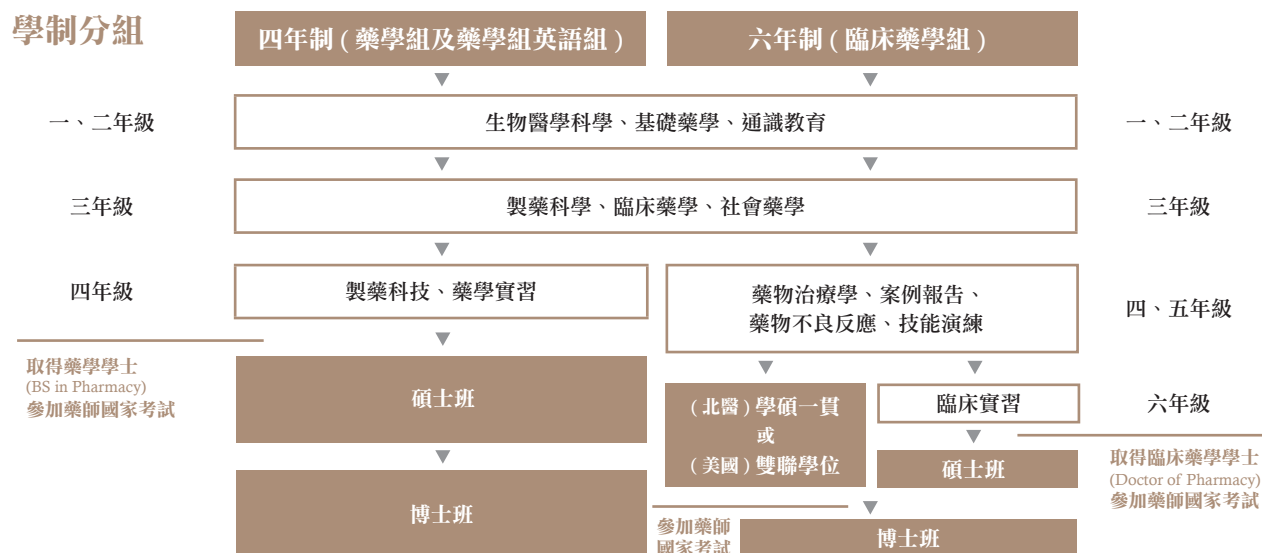 學制分組
四年制 ( 藥學組及藥學組英語組 )
六年制 ( 臨床藥學組 )
一、二年級
生物醫學科學、基礎藥學、通識教育
一、二年級
三年級
製藥科學、臨床藥學、社會藥學
三年級
四年級
製藥科技、藥學實習
藥物治療學、案例報告、
藥物不良反應、技能演練
四、五年級
取得藥學學士
(BS in Pharmacy)
參加藥師國家考試
碩士班
( 北醫 ) 學碩一貫
或
( 美國 ) 雙聯學位
臨床實習
六年級
碩士班
取得臨床藥學學士
(Doctor of Pharmacy)
參加藥師國家考試
博士班
參加藥師
國家考試
博士班